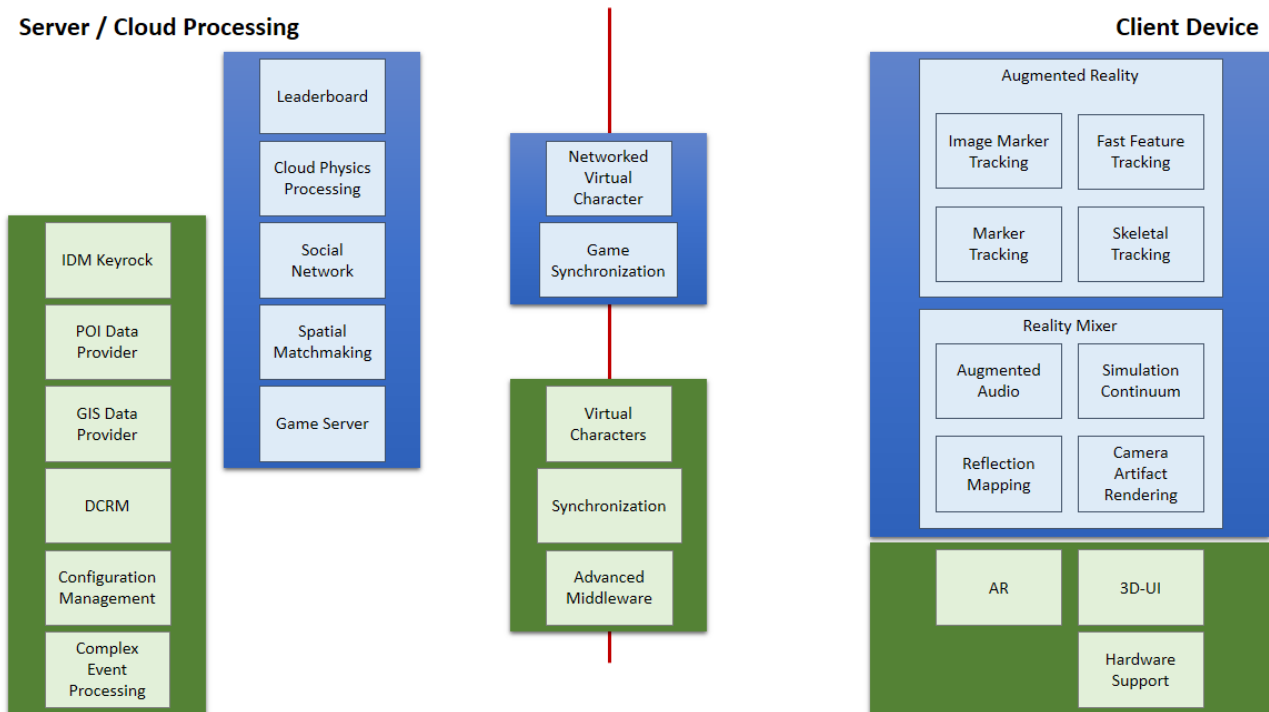 Server / Cloud Processing
Client Device
Leaderboard
Cloud Physics
Processing
Social
Network
Spatial
Matchmaking
Game Server
IDM Keyrock
POI Data
Provider
GIS Data
Provider
DCRM
Configuration
Management
Complex
Event
Processing
Networked
Virtual
Character
Game
Synchronization
Virtual
Characters
Synchronization
Advanced
Middleware
Augmented Reality
Image Marker
Tracking
Fast Feature
Tracking
Marker
Tracking
Skeletal
Tracking
Reality Mixer
Augmented
Audio
Simulation
Continuum
Reflection
Mapping
Camera
Artifact
Rendering
AR
3D-UI
Hardware
Support